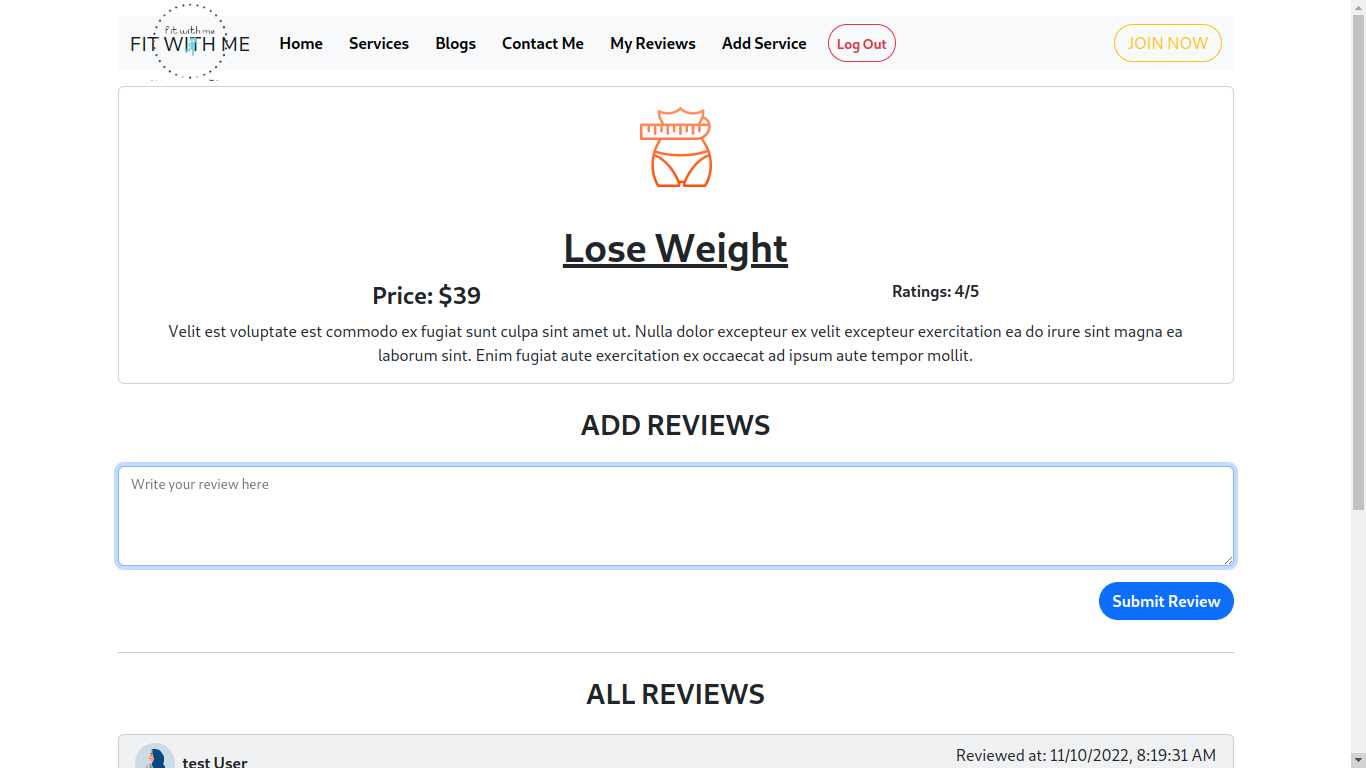 fit with me
FIT WITH ME
Home
Services
Blogs
Contact Me
My Reviews
Add Service
Log Out
JOIN NOW
Lose Weight
Price: $39
Ratings: 4/5
Velit est voluptate est commodo ex fugiat sunt culpa sint amet ut. Nulla dolor excepteur ex velit excepteur exercitation ea do irure sint magna ea
laborum sint. Enim fugiat aute exercitation ex occaecat ad ipsum aute tempor mollit.
ADD REVIEWS
Write your review here
Submit Review
ALL REVIEWS
test User
Reviewed at: 11/10/2022, 8:19:31 AM